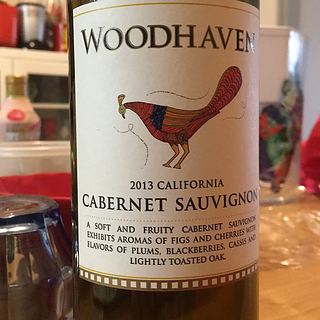 WOODHAVEN
2013 CALIFORNIA
CABERNET SAUVIGNON
A SOFT AND FRUITY CABERNET SAUVIGNON
EXHIBITS AROMAS OF FIGS AND CHERRIES WITH
FLAVORS OF PLUMS, BLACKBERRIES, CASSIS AND
LIGHTLY TOASTED OAK.